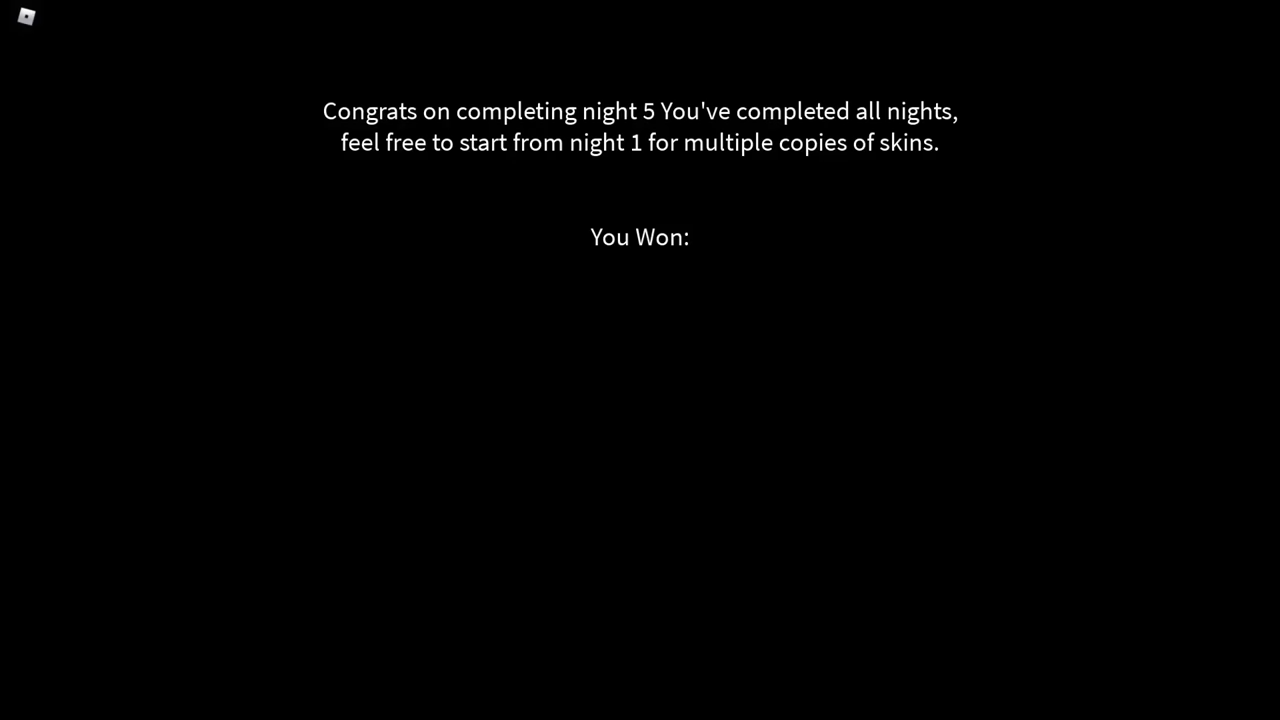 Congrats on completing night 5 You've completed all nights,
feel free to start from night 1 for multiple copies of skins.
You Won: